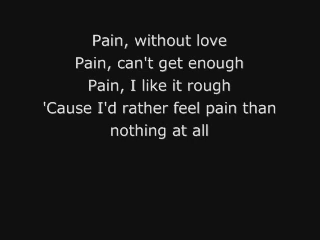 Pain, without love
Pain, can't get enough
Pain, I like it rough
'Cause I'd rather feel pain than
nothing at all